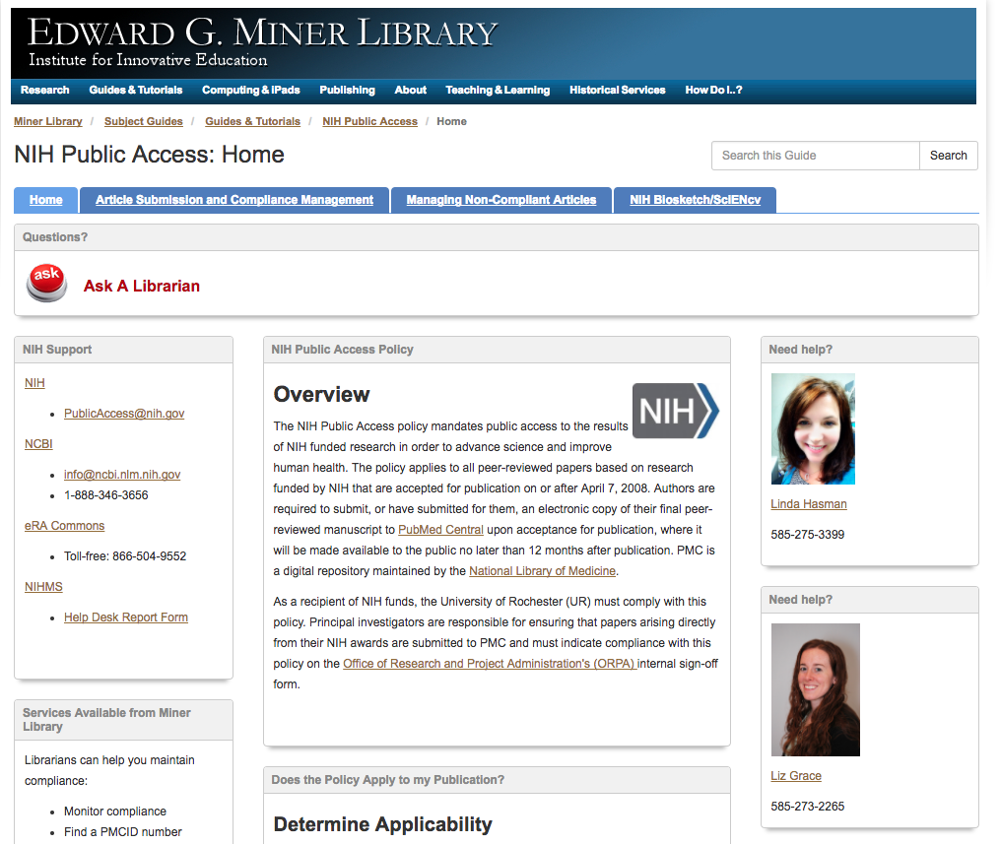 EDWARD G. MINER LIBRARY
Institute for Innovative Education
Research Guides & Tutorials Computing & iPads Publishing About Teaching & Learning Historical Services How Do I..?
Miner Library / Subject Guides / Guides & Tutorials / NIH Public Access / Home
NIH Public Access: Home
Search this Guide Search
Home Article Submission and Compliance Management Managing Non-Compliant Articles NIH Biosketch/SciENcv
Questions?
ask
Ask A Librarian
NIH Support
NIH
PublicAccess@nih.gov
NCBI
info@ncbi.nlm.nih.gov
1-888-346-3656
eRA Commons
Toll-free: 866-504-9552
NIHMS
Help Desk Report Form
Services Available from Miner
Library
Librarians can help you maintain
compliance:
Monitor compliance
Find a PMCID number
NIH Public Access Policy
Overview
NIH
The NIH Public Access policy mandates public access to the results
of NIH funded research in order to advance science and improve
human health. The policy applies to all peer-reviewed papers based on research
funded by NIH that are accepted for publication on or after April 7, 2008. Authors are
required to submit, or have submitted for them, an electronic copy of their final peer-
reviewed manuscript to PubMed Central upon acceptance for publication, where it
will be made available to the public no later than 12 months after publication. PMC is
a digital repository maintained by the National Library of Medicine.
As a recipient of NIH funds, the University of Rochester (UR) must comply with this
policy. Principal investigators are responsible for ensuring that papers arising directly
from their NIH awards are submitted to PMC and must indicate compliance with this
policy on the Office of Research and Project Administration's (ORPA) internal sign-off
form.
Does the Policy Apply to my Publication?
Determine Applicability
Need help?
Linda Hasman
585-275-3399
Need help?
Liz Grace
585-273-2265